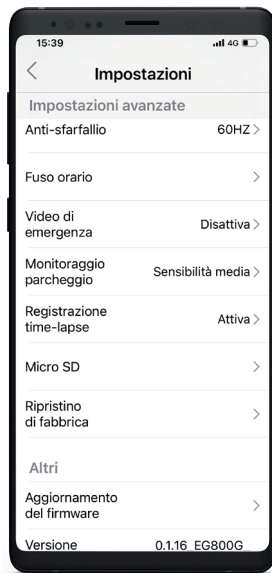 15:39 4G
Impostazioni
Impostazioni avanzate
Anti-sfarfallio 60HZ
Fuso orario
Video di
emergenza
Disattiva
Monitoraggio
parcheggio
Sensibilità media
Registrazione
time-lapse
Attiva
Micro SD
Ripristino
di fabbrica
Altri
Aggiornamento
del firmware
Versione 0.1.16_EG800G_